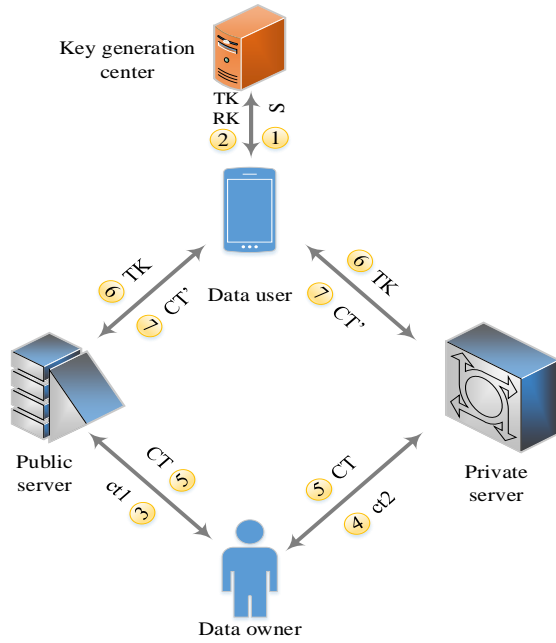 Key generation
center
TK
RK
S
2
1
6 TK
7 CT'
6 TK
7 CT'
Data user
Public
server
Private
server
CT 5
ct1 3
5 CT
4 ct2
Data owner